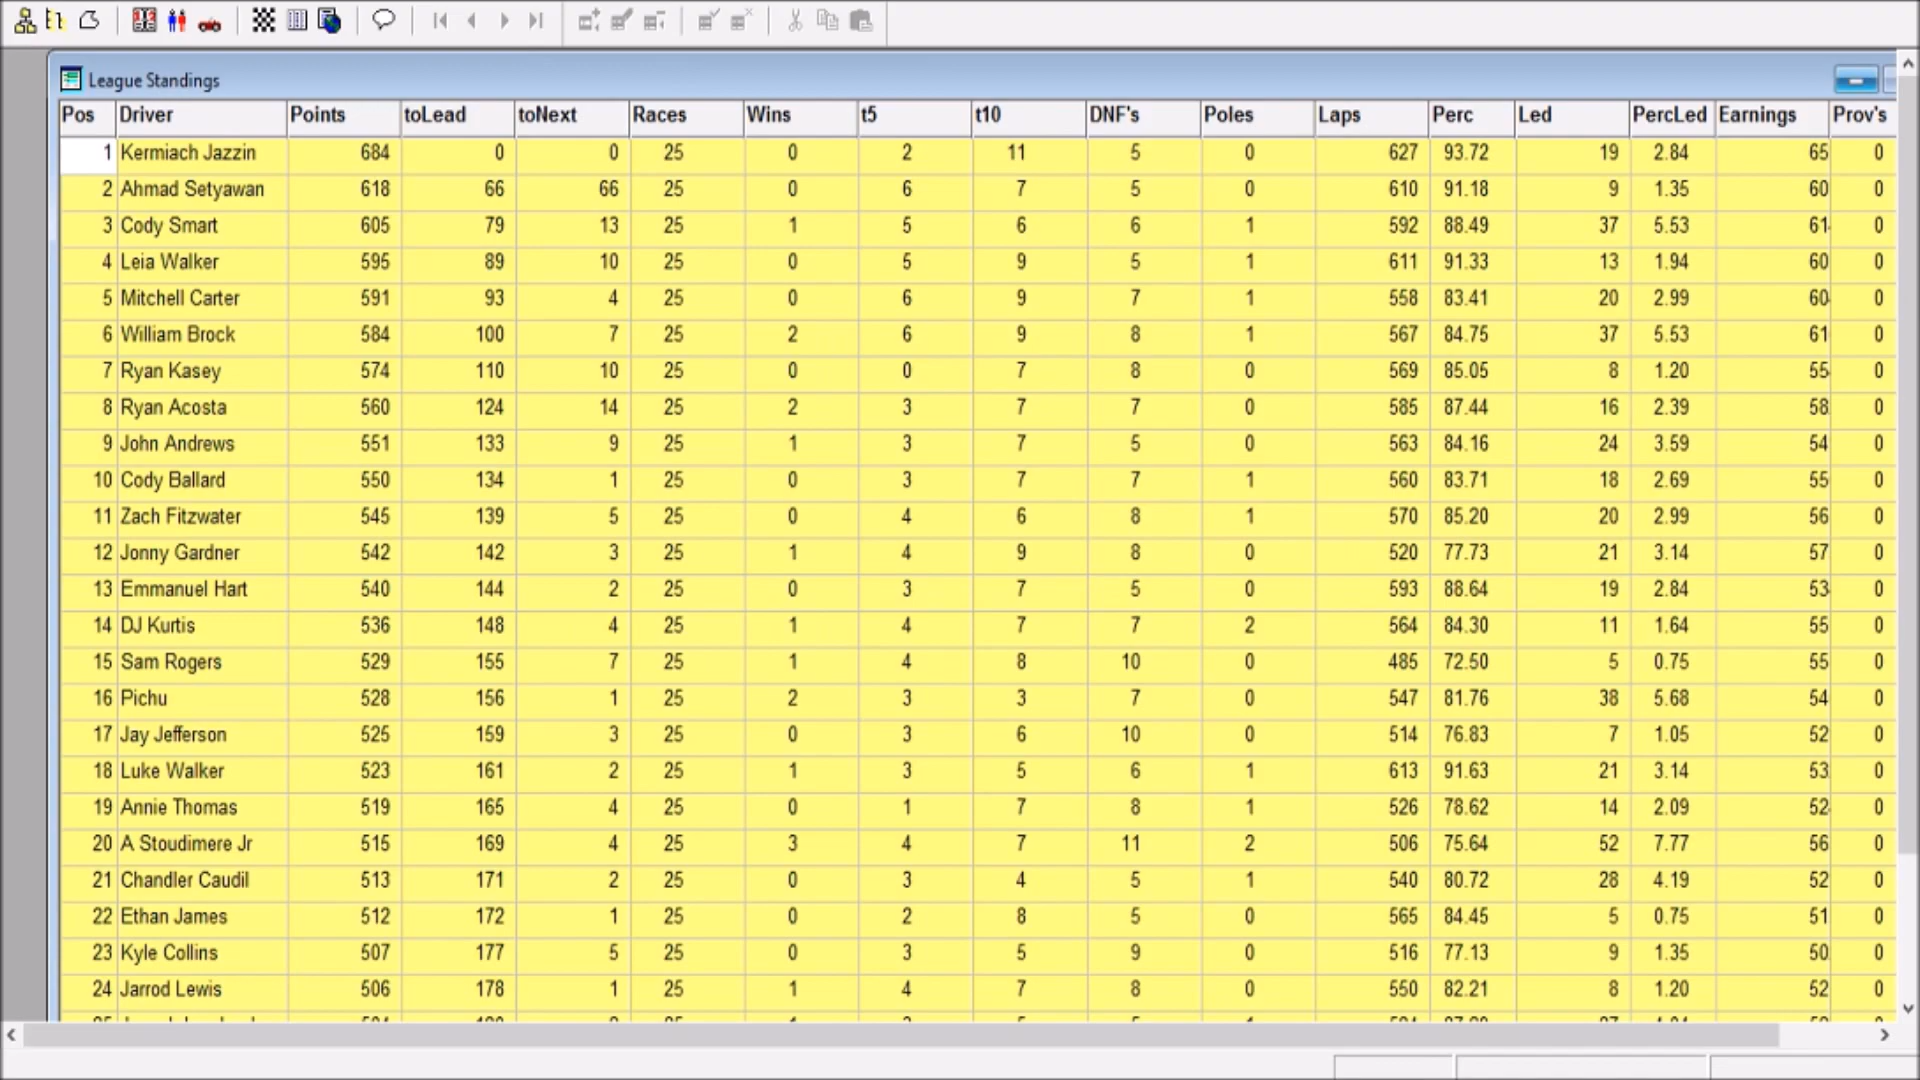 League Standings
Pos Driver Points toLead toNext Races Wins t5 t10 DNF's Poles Laps Perc Led PercLed Earnings Prov's
1 Kermiach Jazzin 684 0 0 25 0 2 11 5 0 627 93.72 19 2.84 65 0
2 Ahmad Setyawan 618 66 66 25 0 6 7 5 0 610 91.18 9 1.35 60 0
3 Cody Smart 605 79 13 25 1 5 6 6 1 592 88.49 37 5.53 61 0
4 Leia Walker 595 89 10 25 0 5 9 5 1 611 91.33 13 1.94 60 0
5 Mitchell Carter 591 93 4 25 0 6 9 7 1 558 83.41 20 2.99 60 0
6 William Brock 584 100 7 25 2 6 9 8 1 567 84.75 37 5.53 61 0
7 Ryan Kasey 574 110 10 25 0 0 7 8 0 569 85.05 8 1.20 55 0
8 Ryan Acosta 560 124 14 25 2 3 7 7 0 585 87.44 16 2.39 58 0
9 John Andrews 551 133 9 25 1 3 7 5 0 563 84.16 24 3.59 54 0
10 Cody Ballard 550 134 1 25 0 3 7 7 1 560 83.71 18 2.69 55 0
11 Zach Fitzwater 545 139 5 25 0 4 6 8 1 570 85.20 20 2.99 56 0
12 Jonny Gardner 542 142 3 25 1 4 9 8 0 520 77.73 21 3.14 57 0
13 Emmanuel Hart 540 144 2 25 0 3 7 5 0 593 88.64 19 2.84 53 0
14 DJ Kurtis 536 148 4 25 1 4 7 7 2 564 84.30 11 1.64 55 0
15 Sam Rogers 529 155 7 25 1 4 8 10 0 485 72.50 5 0.75 55 0
16 Pichu 528 156 1 25 2 3 3 7 0 547 81.76 38 5.68 54 0
17 Jay Jefferson 525 159 3 25 0 3 6 10 0 514 76.83 7 1.05 52 0
18 Luke Walker 523 161 2 25 1 3 5 6 1 613 91.63 21 3.14 53 0
19 Annie Thomas 519 165 4 25 0 1 7 8 1 526 78.62 14 2.09 52 0
20 A Stoudimere Jr 515 169 4 25 3 4 7 11 2 506 75.64 52 7.77 56 0
21 Chandler Caudil 513 171 2 25 0 3 4 5 1 540 80.72 28 4.19 52 0
22 Ethan James 512 172 1 25 0 2 8 5 0 565 84.45 5 0.75 51 0
23 Kyle Collins 507 177 5 25 0 3 5 9 0 516 77.13 9 1.35 50 0
24 Jarrod Lewis 506 178 1 25 1 4 7 8 0 550 82.21 8 1.20 52 0